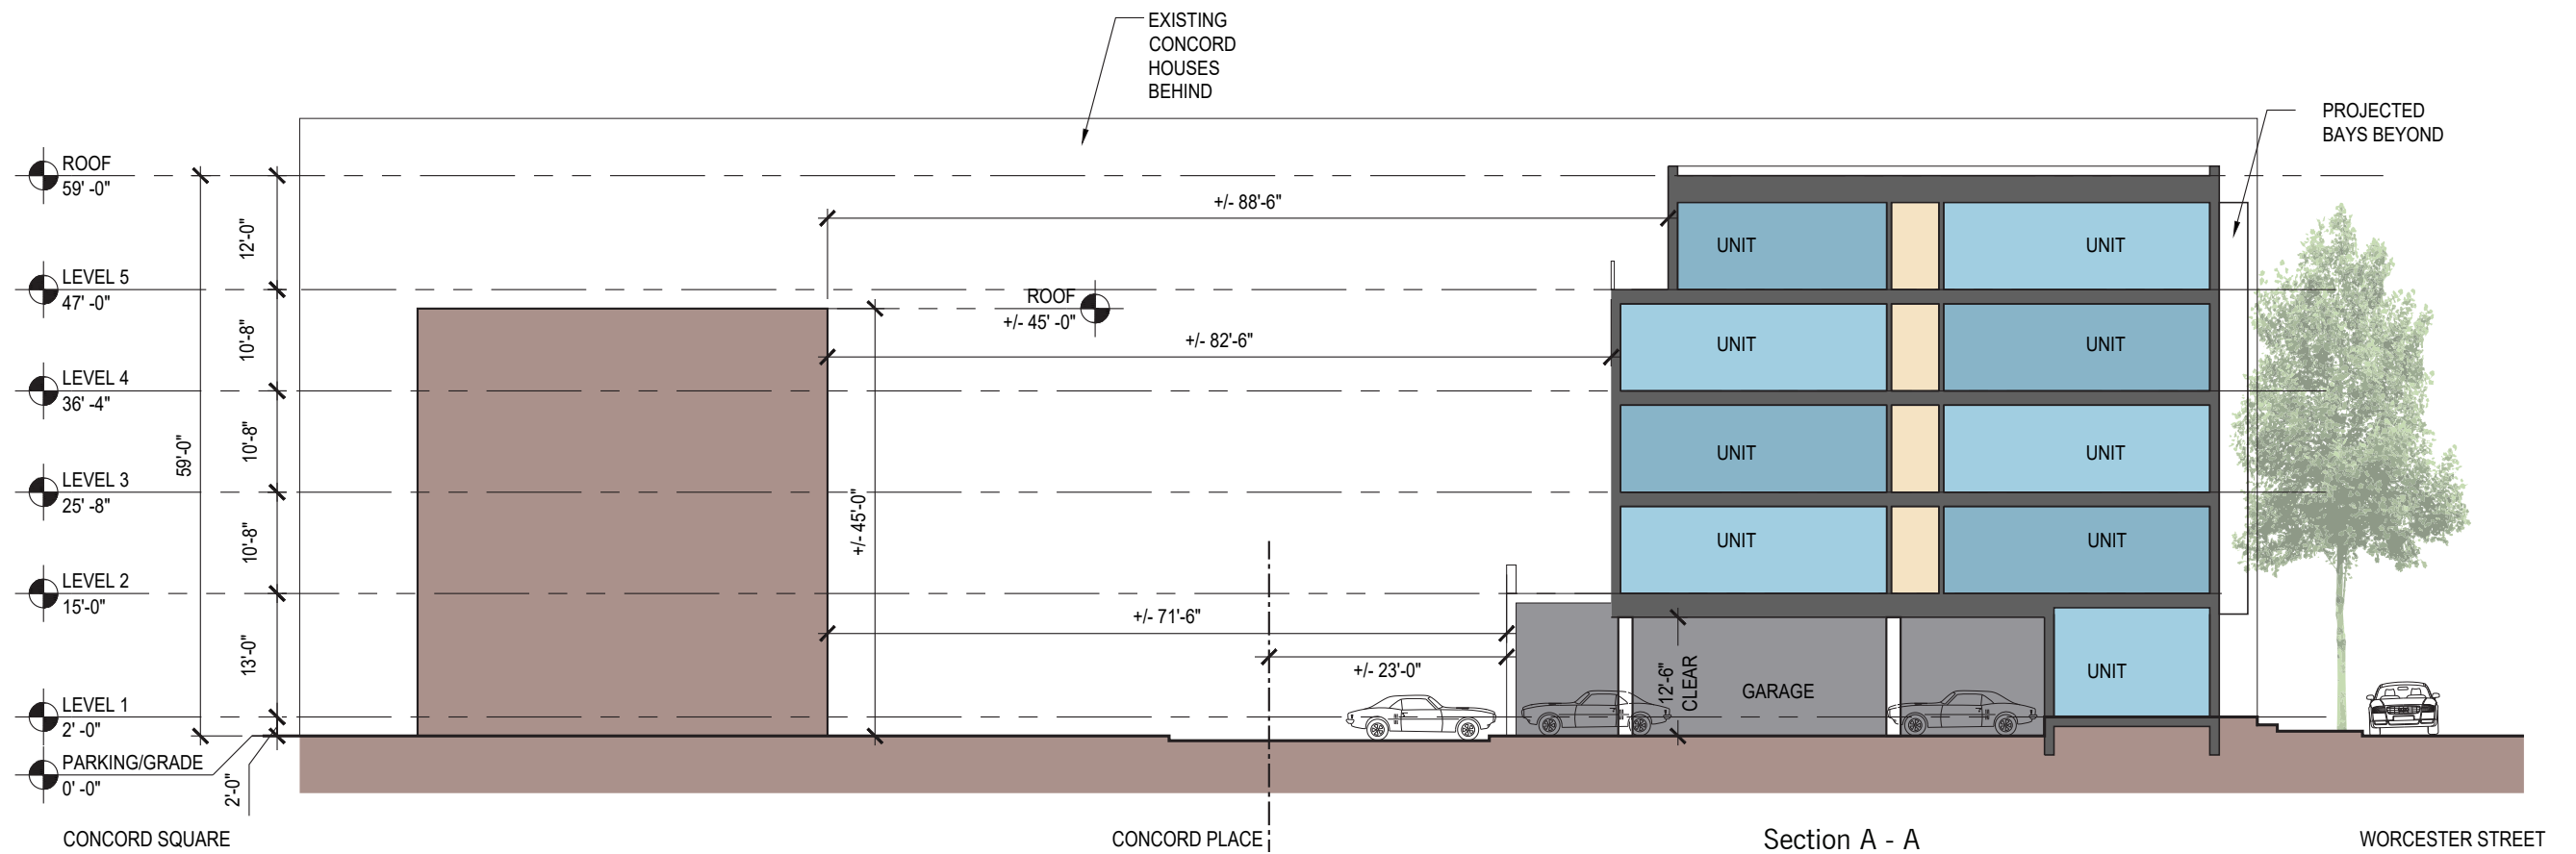 EXISTING
CONCORD
HOUSES
BEHIND
PROJECTED
BAYS BEYOND
ROOF
59' -0"
12'-0"
+/- 88'-6"
UNIT
UNIT
LEVEL 5
47' -0"
ROOF
+/- 45' -0"
10'-8"
+/- 82'-6"
UNIT
UNIT
LEVEL 4
36' -4"
59'-0"
10'-8"
UNIT
UNIT
LEVEL 3
25' -8"
+/- 45'-0"
10'-8"
UNIT
UNIT
LEVEL 2
15'-0"
+/- 71'-6"
13'-0"
+/- 23'-0"
12'-6"
CLEAR
GARAGE
UNIT
LEVEL 1
2' -0"
PARKING/GRADE
0' -0"
2'-0"
CONCORD SQUARE
CONCORD PLACE
Section A - A
WORCESTER STREET